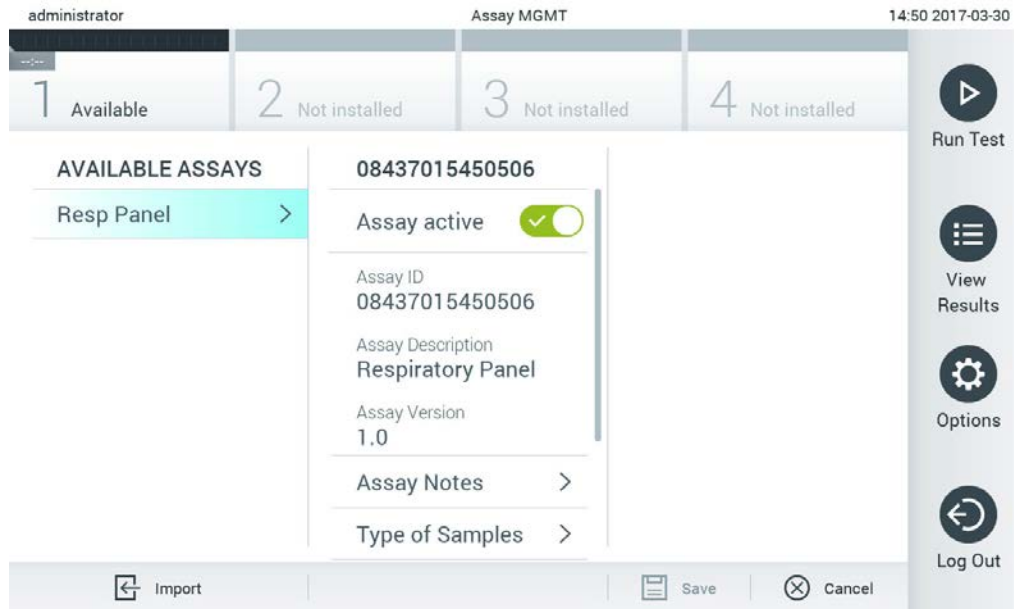 administrator
Assay MGMT
14:50 2017-03-30
--:--
1 Available
2 Not installed
3 Not installed
4 Not installed
Run Test
AVAILABLE ASSAYS
Resp Panel
08437015450506
Assay active
Assay ID
08437015450506
Assay Description
Respiratory Panel
Assay Version
1.0
Assay Notes
Type of Samples
View
Results
Options
Log Out
Import
Save
Cancel